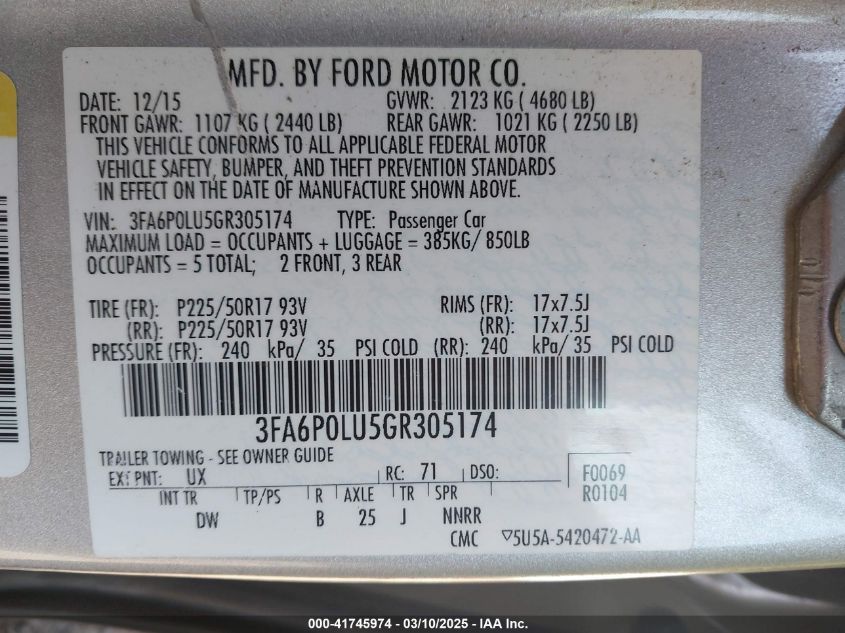 MFD. BY FORD MOTOR CO.
DATE: 12/15 GVWR: 2123 KG ( 4680 LB)
FRONT GAWR: 1107 KG ( 2440 LB) REAR GAWR: 1021 KG ( 2250 LB)
THIS VEHICLE CONFORMS TO ALL APPLICABLE FEDERAL MOTOR
VEHICLE SAFETY, BUMPER, AND THEFT PREVENTION STANDARDS
IN EFFECT ON THE DATE OF MANUFACTURE SHOWN ABOVE.
VIN: 3FA6P0LU5GR305174 TYPE: Passenger Car
MAXIMUM LOAD = OCCUPANTS + LUGGAGE = 385KG/ 850LB
OCCUPANTS = 5 TOTAL; 2 FRONT, 3 REAR
TIRE (FR): P225/50R17 93V RIMS (FR): 17x7.5J
(RR): P225/50R17 93V (RR): 17x7.5J
PRESSURE (FR): 240 kPa/ 35 PSI COLD (RR): 240 kPa/ 35 PSI COLD
3FA6P0LU5GR305174
TRAILER TOWING - SEE OWNER GUIDE
EXT PNT: UX RC: 71 DSO: F0069
INT TR TP/PS R AXLE TR SPR R0104
DW B 25 J NNRR
CMC ▽5U5A-5420472-AA
000-41745974 — 03/10/2025 — IAA Inc.